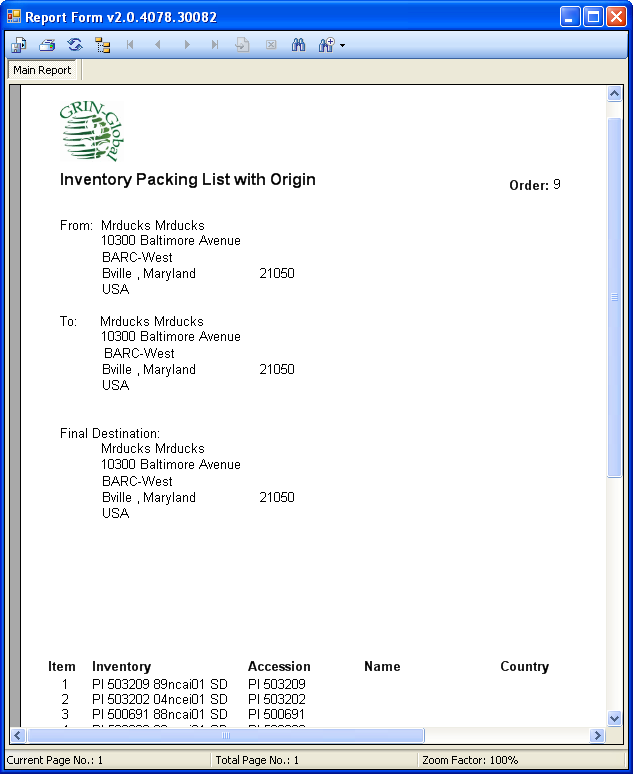 Report Form v2.0.4078.30082
Main Report
GRIN-Global
Inventory Packing List with Origin
Order: 9
From: Mrducks Mrducks
10300 Baltimore Avenue
BARC-West
Bville , Maryland 21050
USA
To: Mrducks Mrducks
10300 Baltimore Avenue
BARC-West
Bville , Maryland 21050
USA
Final Destination:
Mrducks Mrducks
10300 Baltimore Avenue
BARC-West
Bville , Maryland 21050
USA
Item Inventory Accession Name Country
1 PI 503209 89ncai01 SD PI 503209
2 PI 503202 04ncei01 SD PI 503202
3 PI 500691 88ncai01 SD PI 500691
Current Page No.: 1 Total Page No.: 1 Zoom Factor: 100%